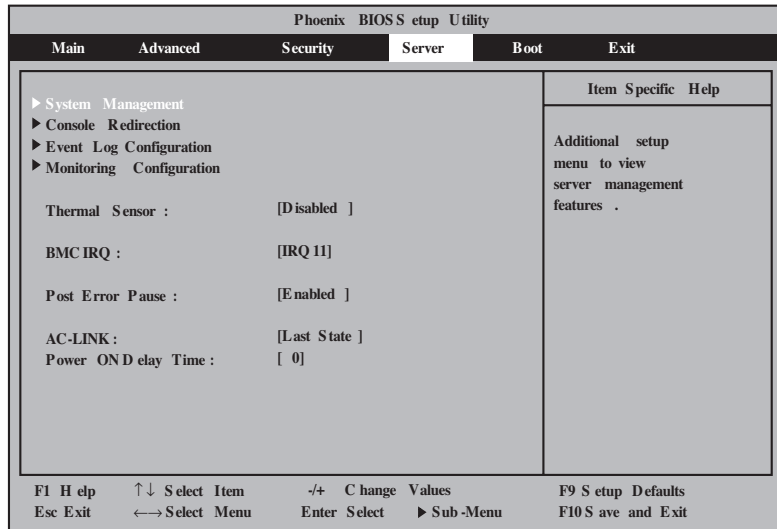 Phoenix BIOS Setup Utility
Main Advanced Security Server Boot Exit
▶ System Management
▶ Console Redirection
▶ Event Log Configuration
▶ Monitoring Configuration
Thermal Sensor : [Disabled ]
BMC IRQ : [IRQ 11]
Post Error Pause : [Enabled ]
AC-LINK : [Last State ]
Power ON Delay Time : [ 0]
Item Specific Help
Additional setup
menu to view
server management
features .
F1 Help ↑↓ Select Item -/+ Change Values F9 Setup Defaults
Esc Exit ←→ Select Menu Enter Select ▶ Sub-Menu F10 Save and Exit